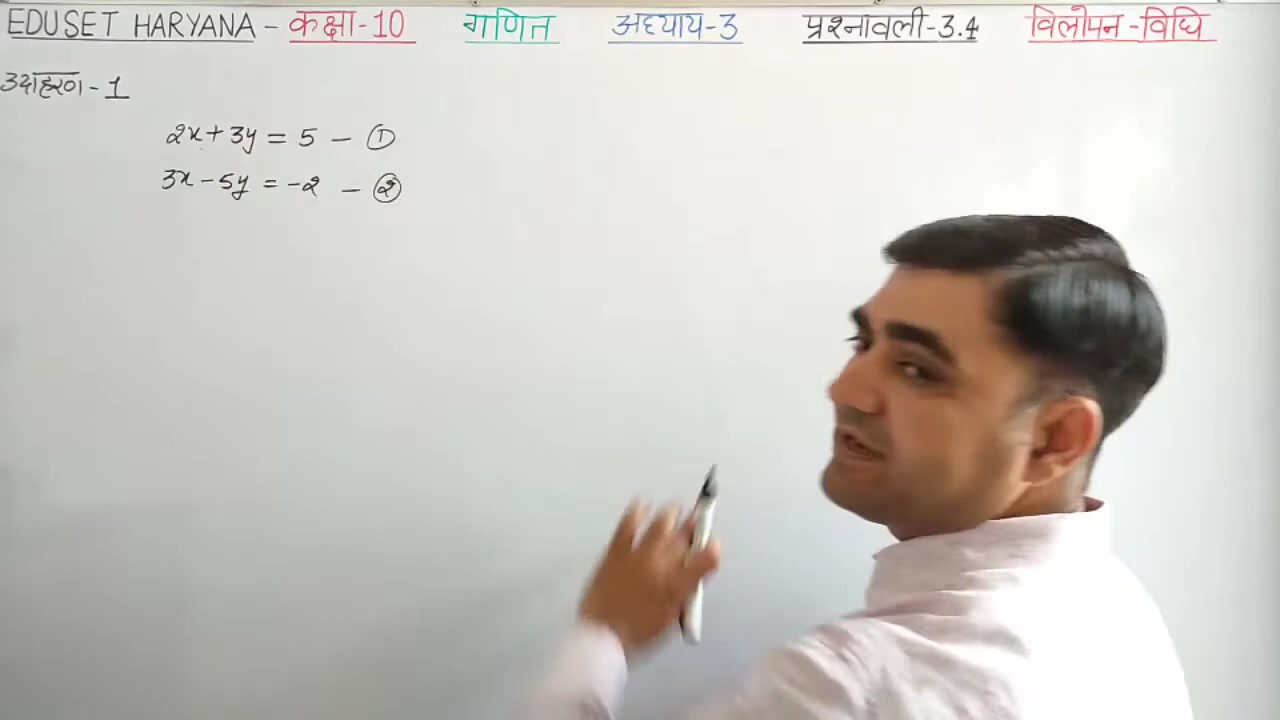 EDUSET HARYANA - कक्षा-10 गणित अध्याय-3 प्रश्नावली-3.4 विलोपन-विधि
उदाहरण - 1
2x + 3y = 5 - ①
3x - 5y = -2 - ②